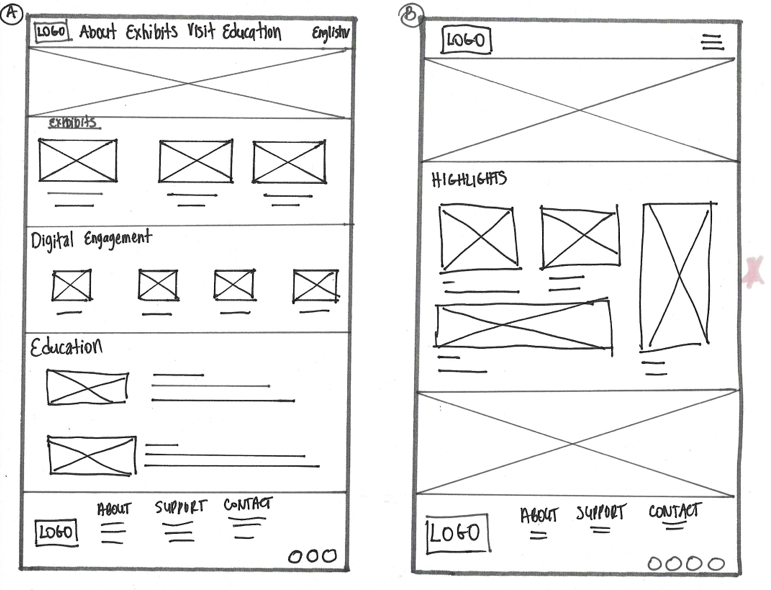 A
LOGO About Exhibits Visit Education English
exhibits
Digital Engagement
Education
LOGO ABOUT SUPPORT CONTACT
B
LOGO
HIGHLIGHTS
LOGO ABOUT SUPPORT CONTACT